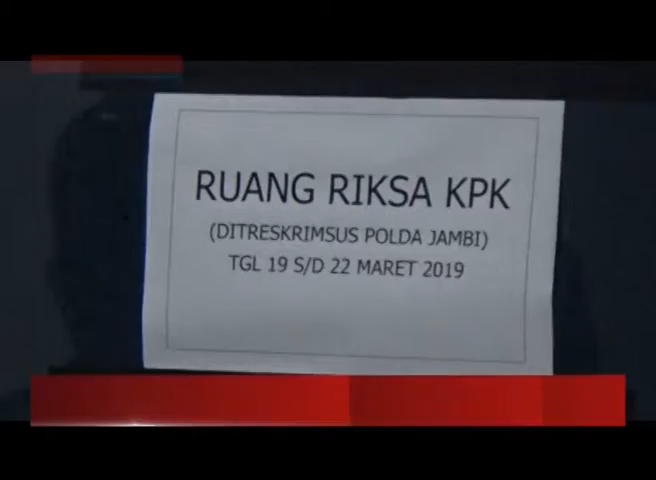 RUANG RIKSA KPK
(DITRESKRIMSUS POLDA JAMBI)
TGL 19 S/D 22 MARET 2019